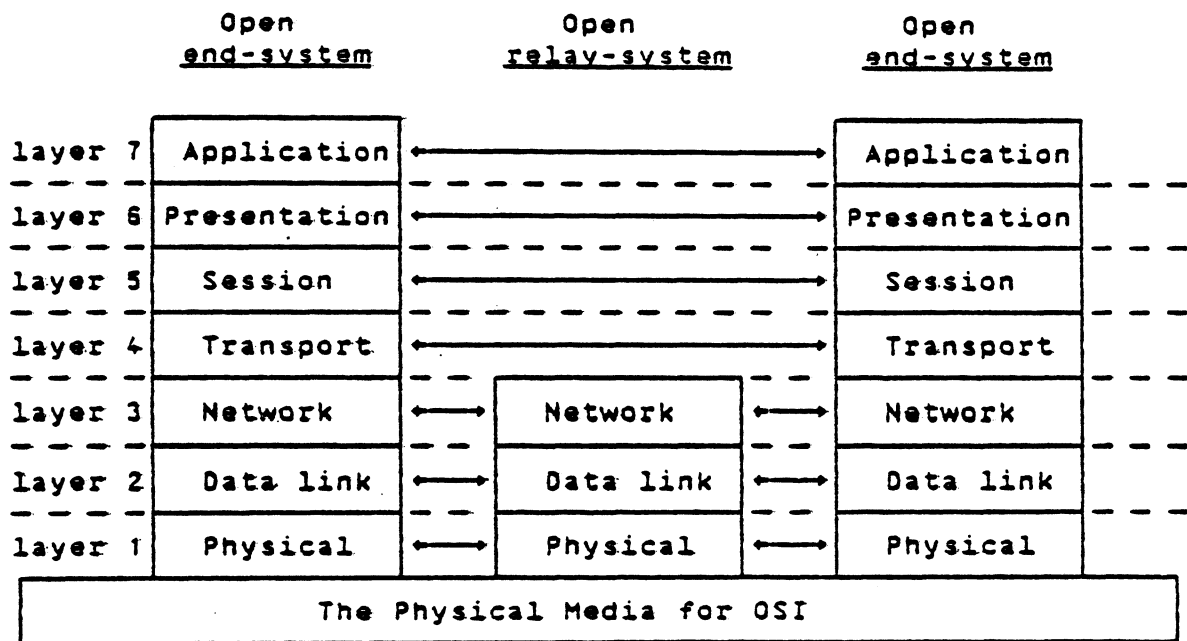 Open Open Open
end-system relay-system end-system
layer 7 Application Application
layer 6 Presentation Presentation
layer 5 Session Session
layer 4 Transport Transport
layer 3 Network Network Network
layer 2 Data link Data link Data link
layer 1 Physical Physical Physical
The Physical Media for OSI